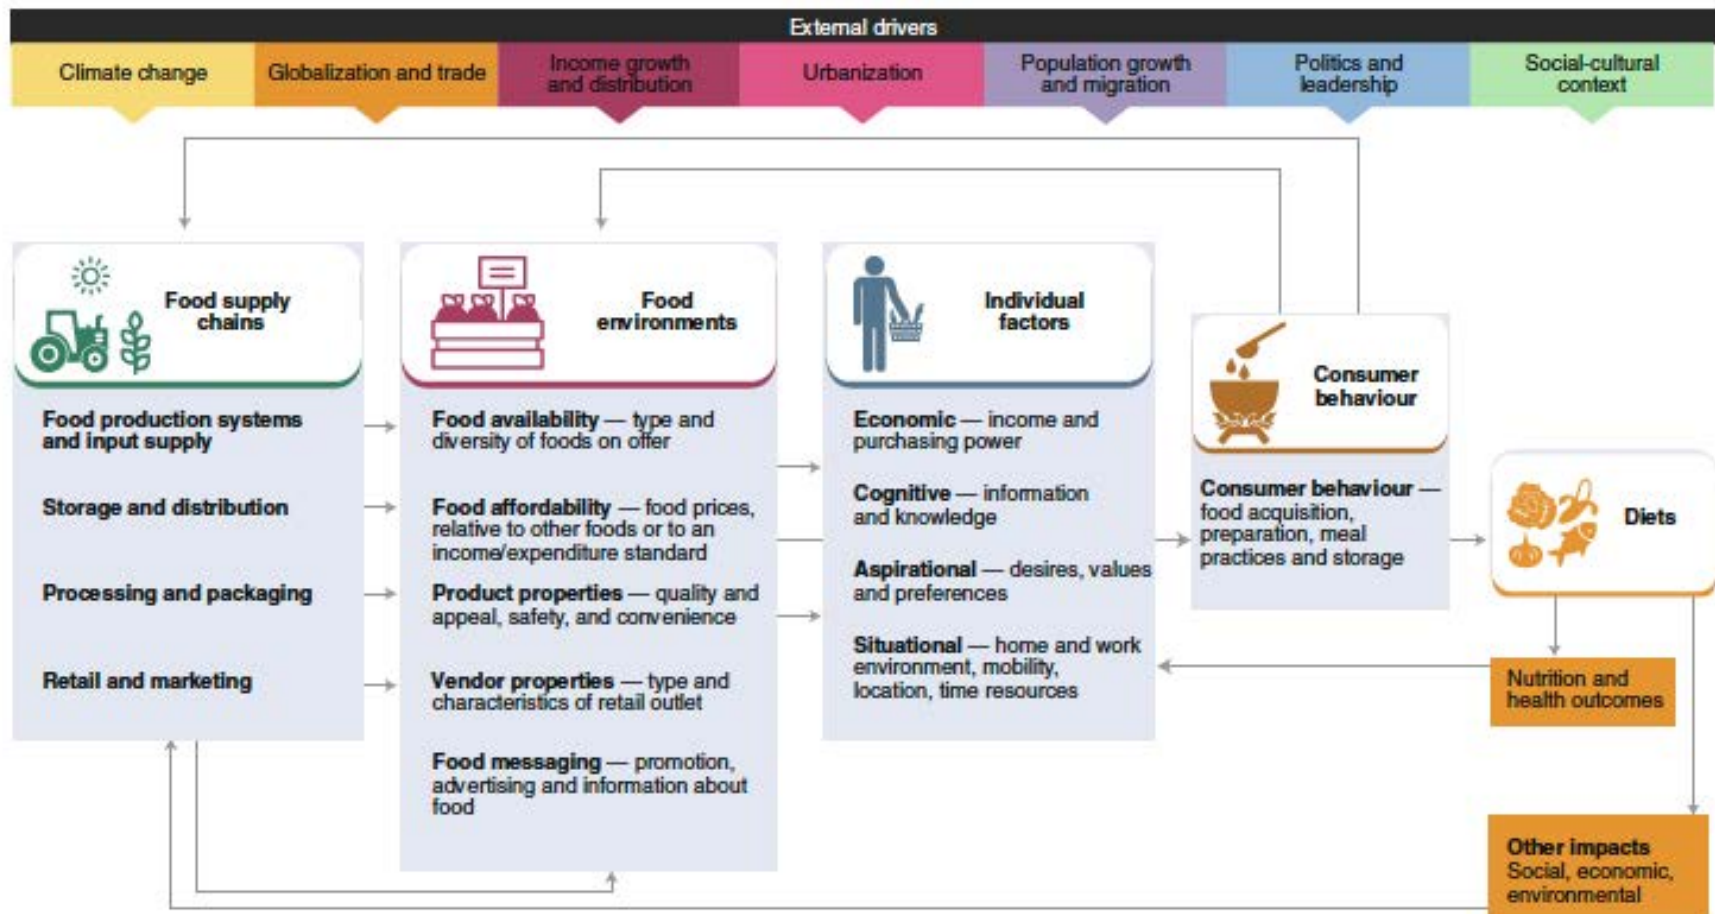 External drivers
Climate change
Globalization and trade
Income growth
and distribution
Urbanization
Population growth
and migration
Politics and
leadership
Social-cultural
context
Food supply
chains
Food production systems
and input supply
Storage and distribution
Processing and packaging
Retail and marketing
Food
environments
Food availability — type and
diversity of foods on offer
Food affordability — food prices,
relative to other foods or to an
income/expenditure standard
Product properties — quality and
appeal, safety, and convenience
Vendor properties — type and
characteristics of retail outlet
Food messaging — promotion,
advertising and information about
food
Individual
factors
Economic — income and
purchasing power
Cognitive — information
and knowledge
Aspirational — desires, values
and preferences
Situational — home and work
environment, mobility,
location, time resources
Consumer
behaviour
Consumer behaviour —
food acquisition,
preparation, meal
practices and storage
Diets
Nutrition and
health outcomes
Other impacts
Social, economic,
environmental